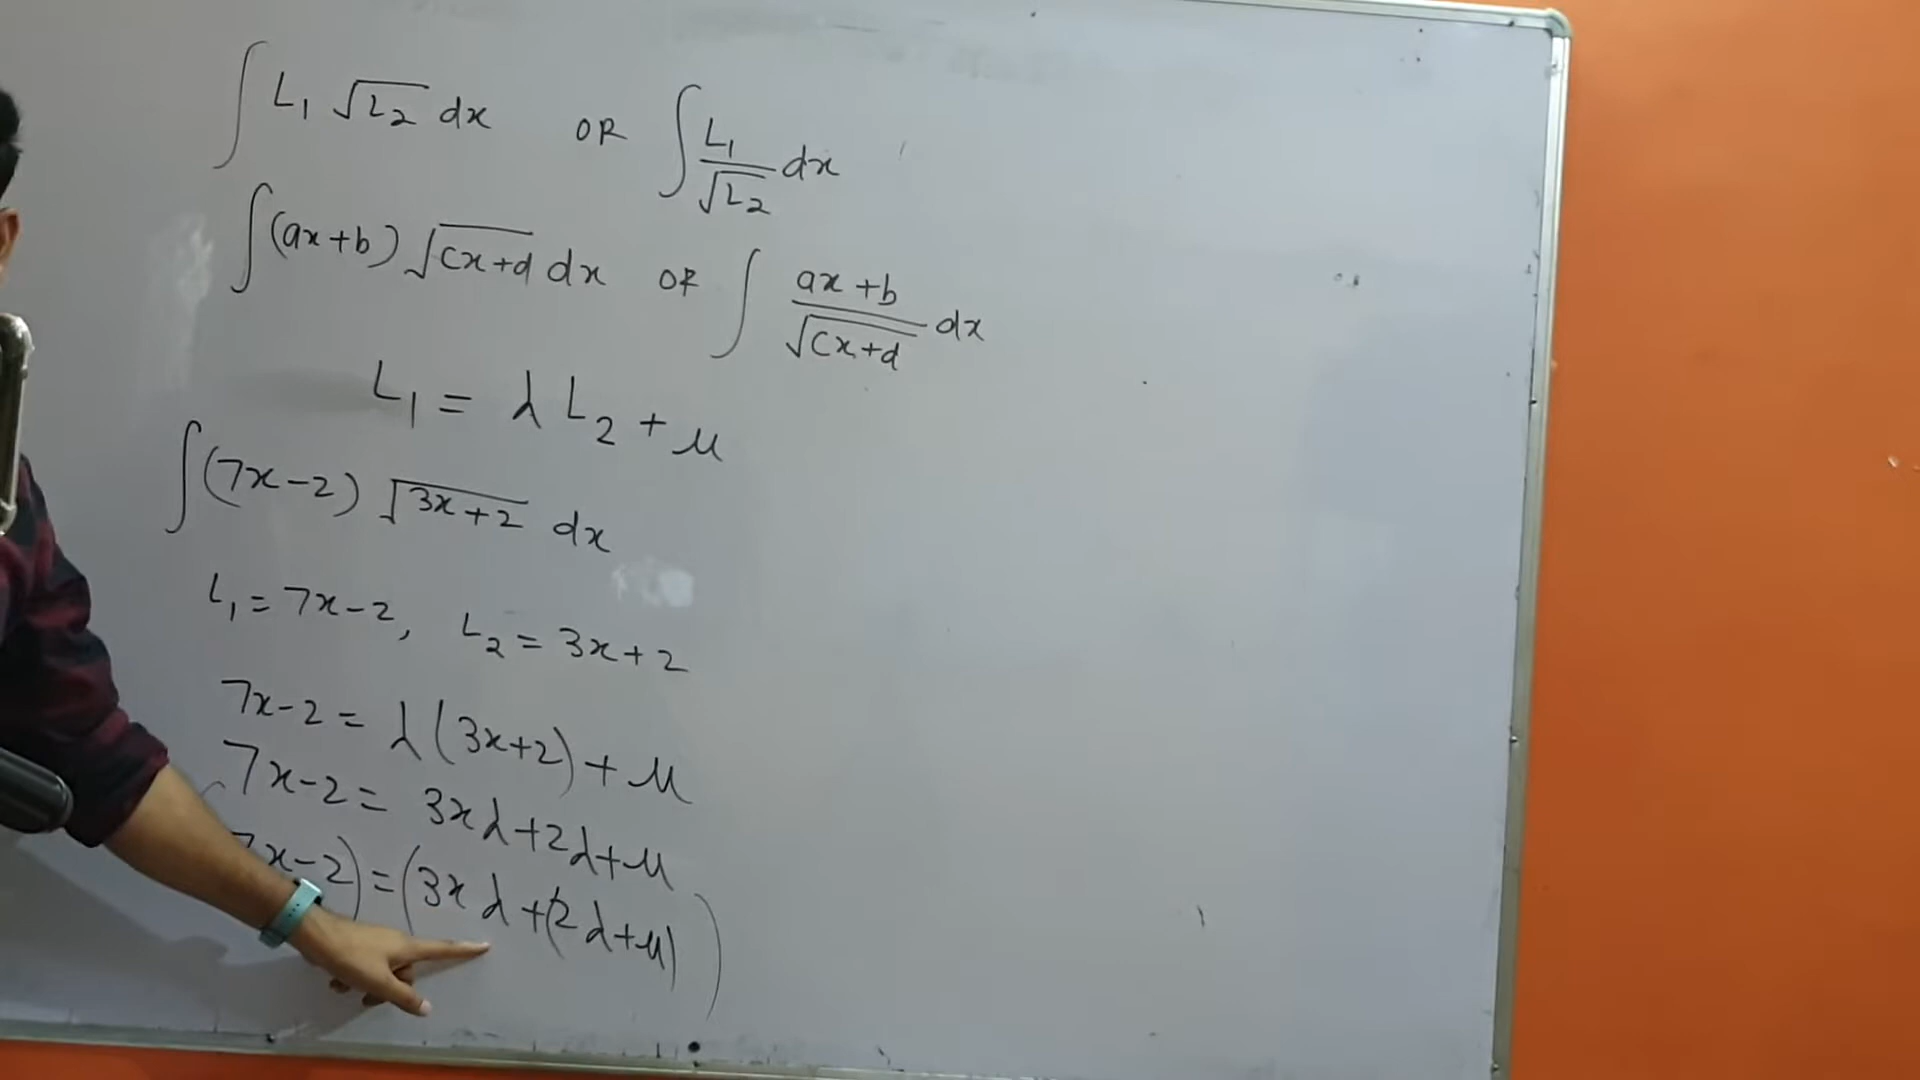 ∫ L₁ √L₂ dx OR ∫ L₁/√L₂ dx
∫(ax+b) √(cx+d) dx OR ∫ (ax+b)/√(cx+d) dx
L₁ = λ L₂ + μ
∫(7x-2) √(3x+2) dx
L₁ = 7x-2, L₂ = 3x+2
7x-2 = λ(3x+2)+μ
7x-2 = 3xλ+2λ+μ
7x-2) = (3xλ+(2λ+μ))